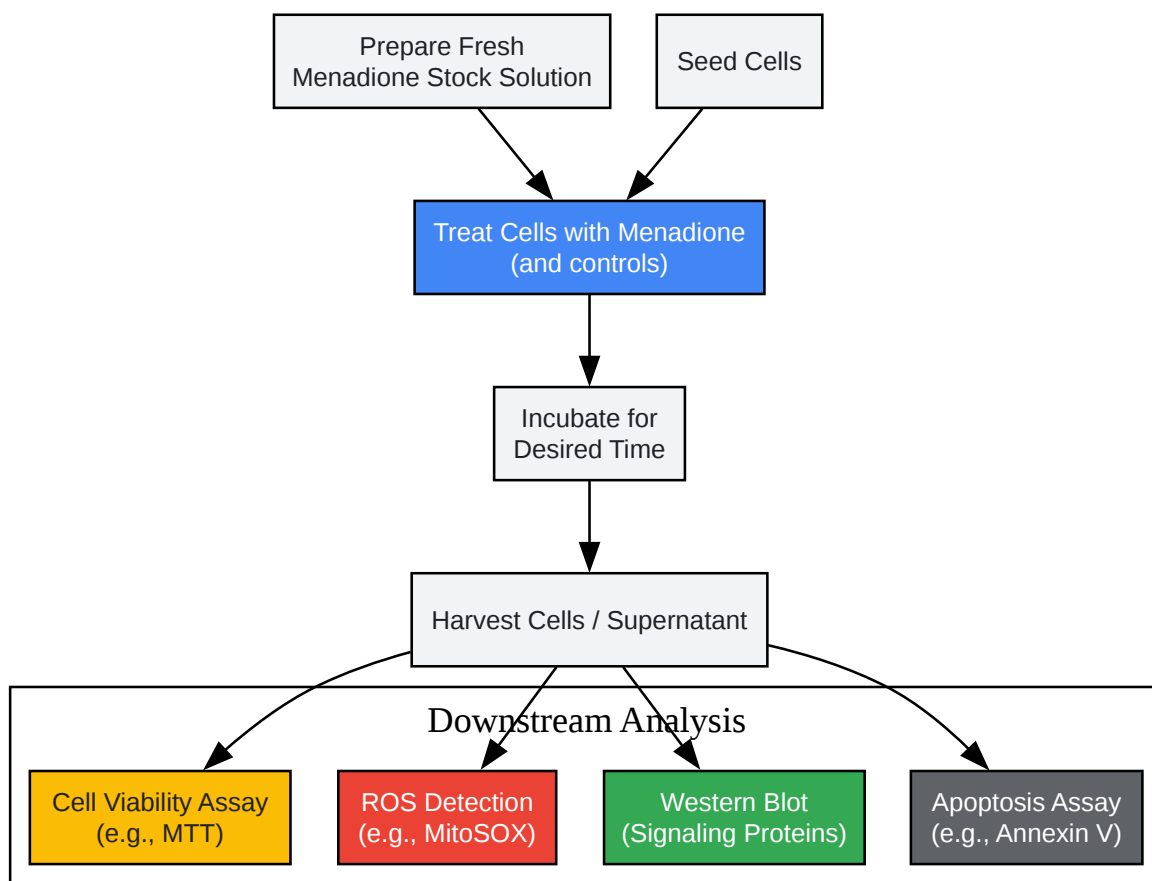 Prepare Fresh
Menadione Stock Solution
Seed Cells
Treat Cells with Menadione
(and controls)
Incubate for
Desired Time
Harvest Cells / Supernatant
Downstream Analysis
Cell Viability Assay
(e.g., MTT)
ROS Detection
(e.g., MitoSOX)
Western Blot
(Signaling Proteins)
Apoptosis Assay
(e.g., Annexin V)